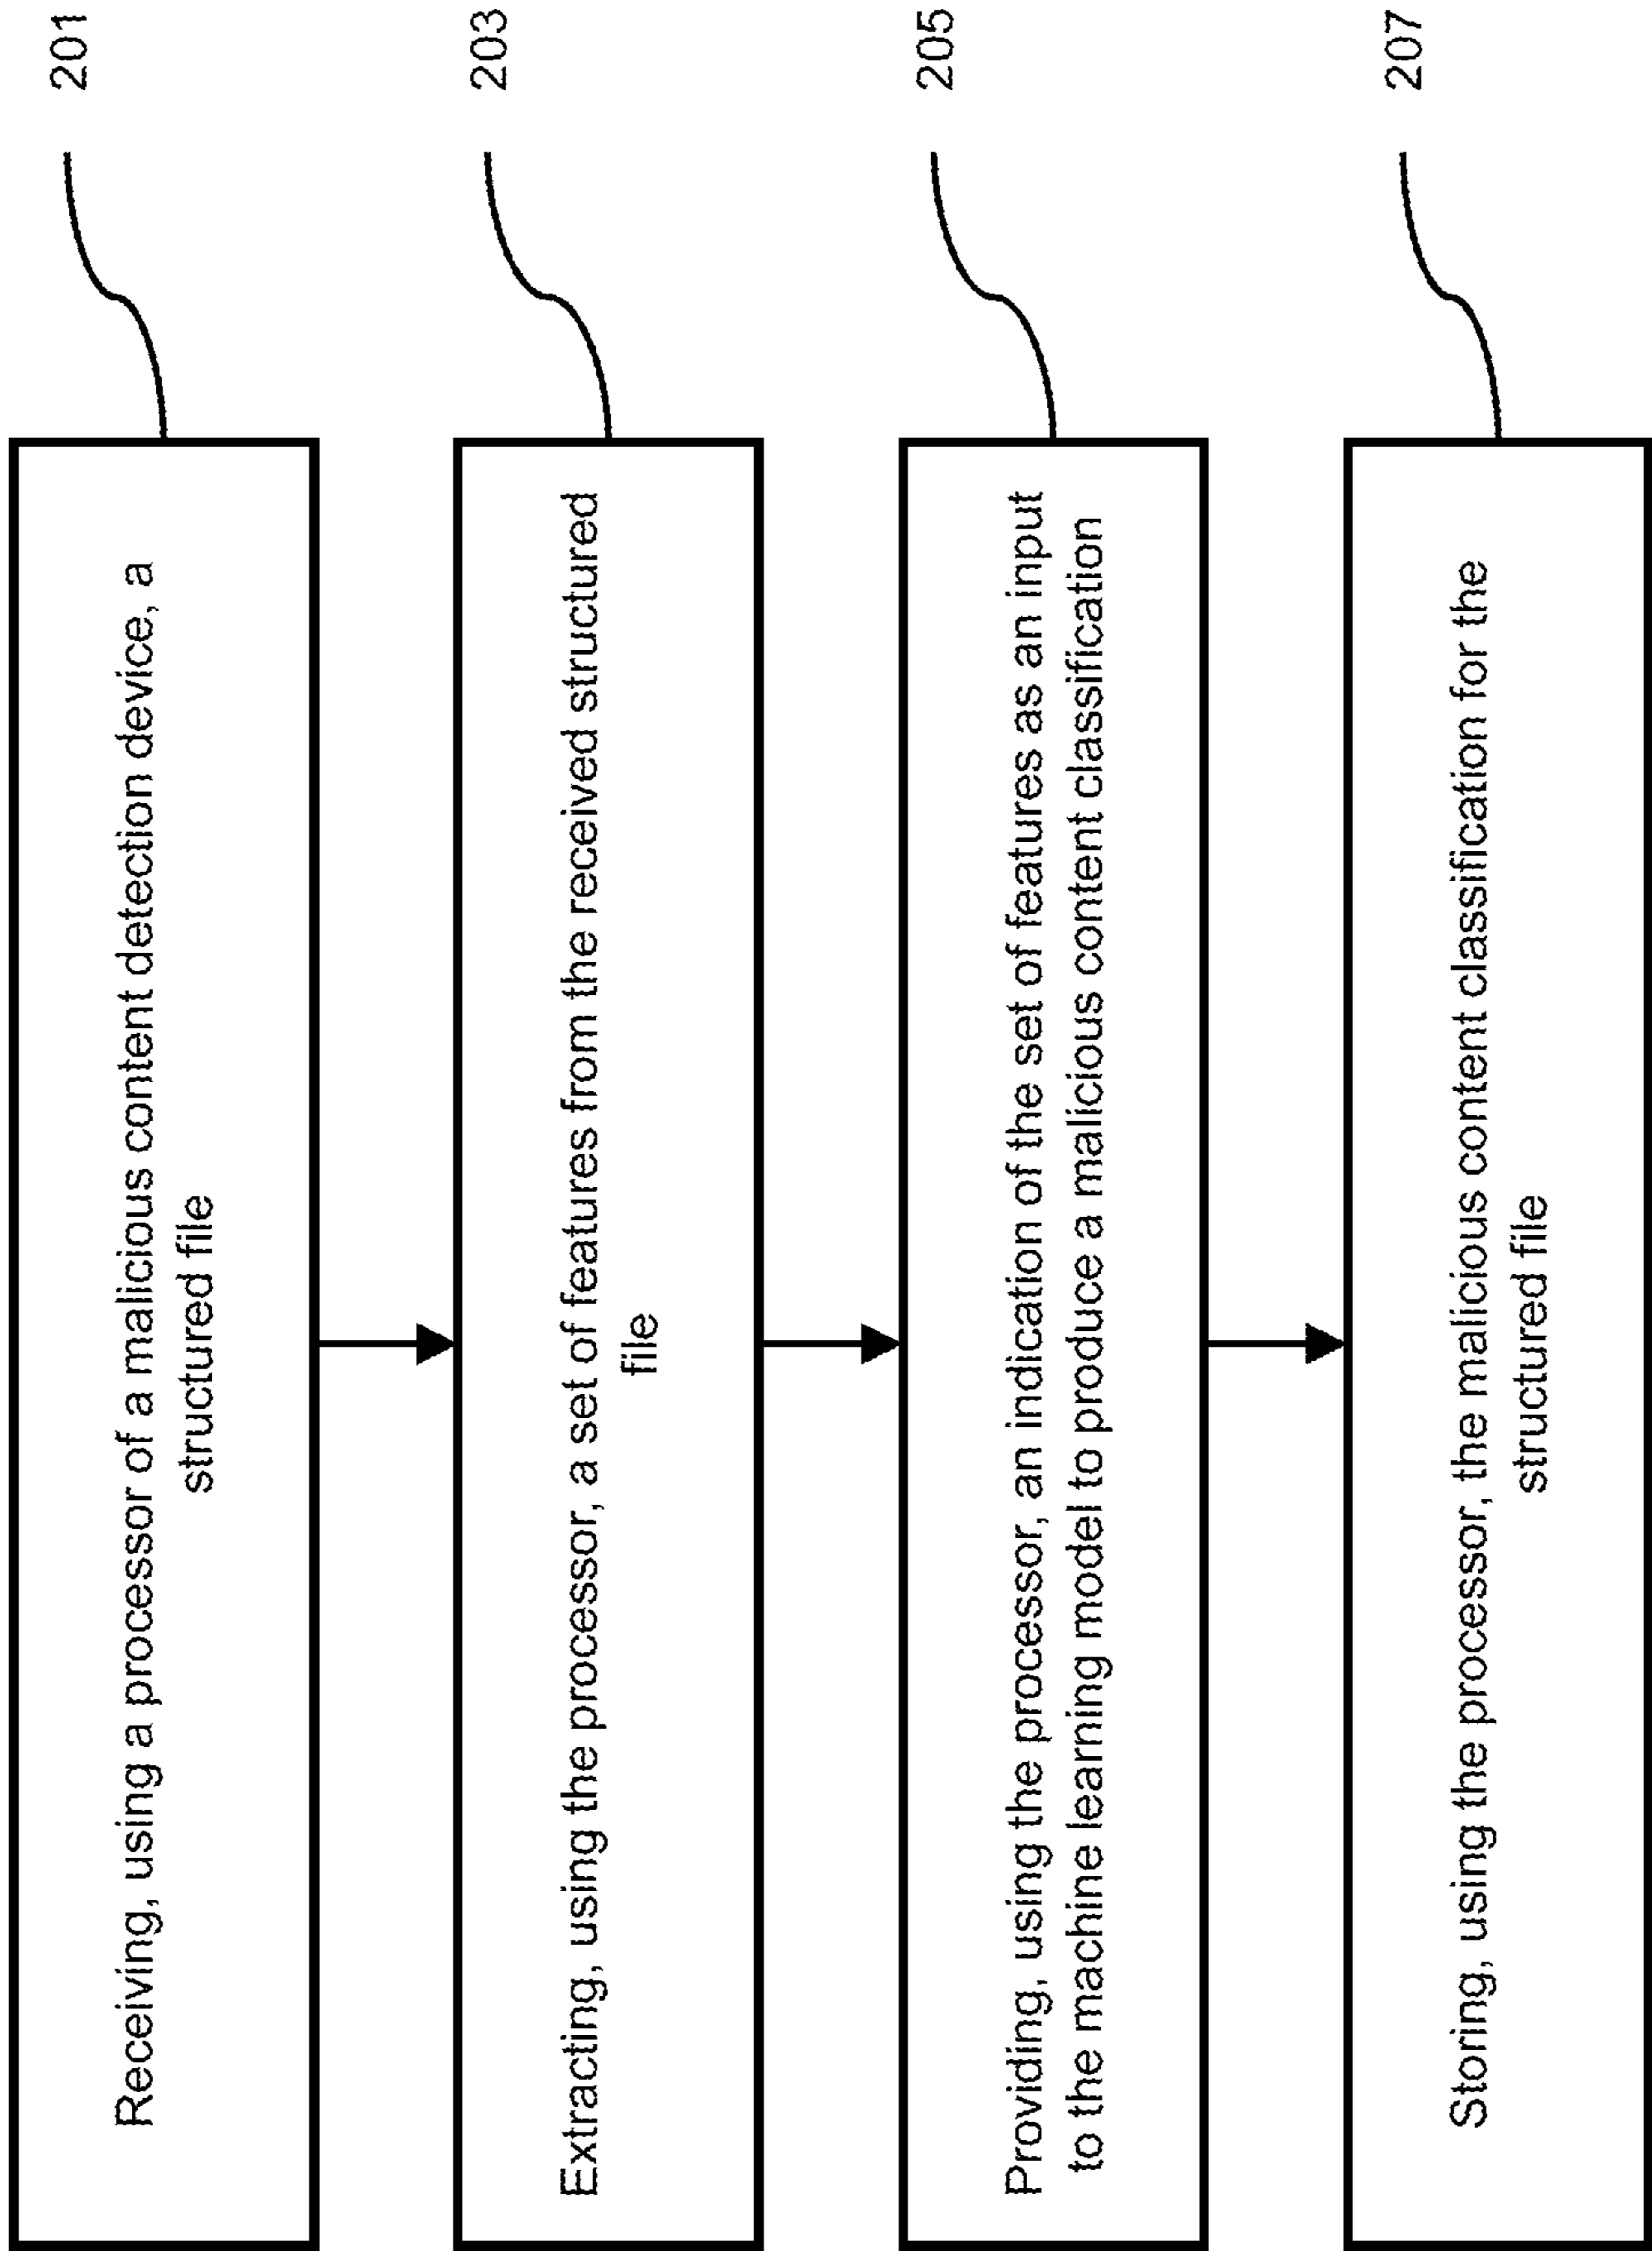 Receiving, using a processor of a malicious content detection device, a
structured file
201
Extracting, using the processor, a set of features from the received structured
file
203
Providing, using the processor, an indication of the set of features as an input
to the machine learning model to produce a malicious content classification
205
Storing, using the processor, the malicious content classification for the
structured file
207